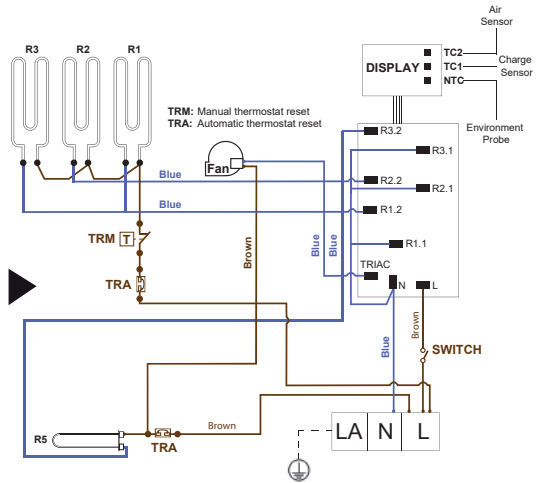 Air
Sensor
R3
R2
R1
TC2
TC1
NTC
DISPLAY
Charge
Sensor
TRM: Manual thermostat reset
TRA: Automatic thermostat reset
Environment
Probe
R3.2
R3.1
Fan
Blue
R2.2
R2.1
Blue
R1.2
TRM
T
Brown
Blue
Blue
R1.1
TRIAC
TRA
N
L
Brown
Blue
SWITCH
R5
Brown
TRA
LA
N
L